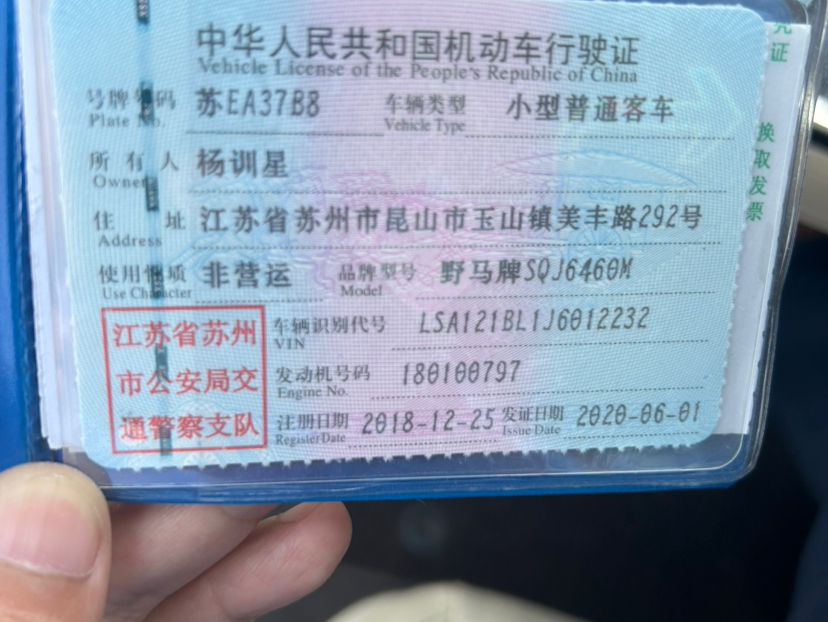 中华人民共和国机动车行驶证
Vehicle License of the People's Republic of China
号牌号码 苏EA37B8 车辆类型 小型普通客车
Plate No. Vehicle Type
所有人 杨训星
Owner
住址 江苏省苏州市昆山市玉山镇美丰路292号
Address
使用性质 非营运 品牌型号 野马牌SQJ6460M
Use Character Model
江苏省苏州
市公安局交
通警察支队
车辆识别代号 LSA121BL1J6012232
VIN
发动机号码 180100797
Engine No.
注册日期 2018-12-25 发证日期 2020-06-01
Register Date Issue Date
证
换取发票